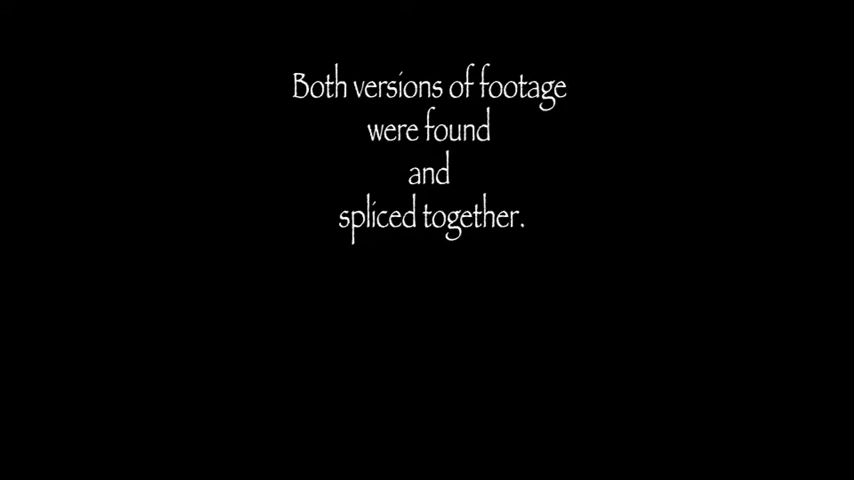 Both versions of footage
were found
and
spliced together.